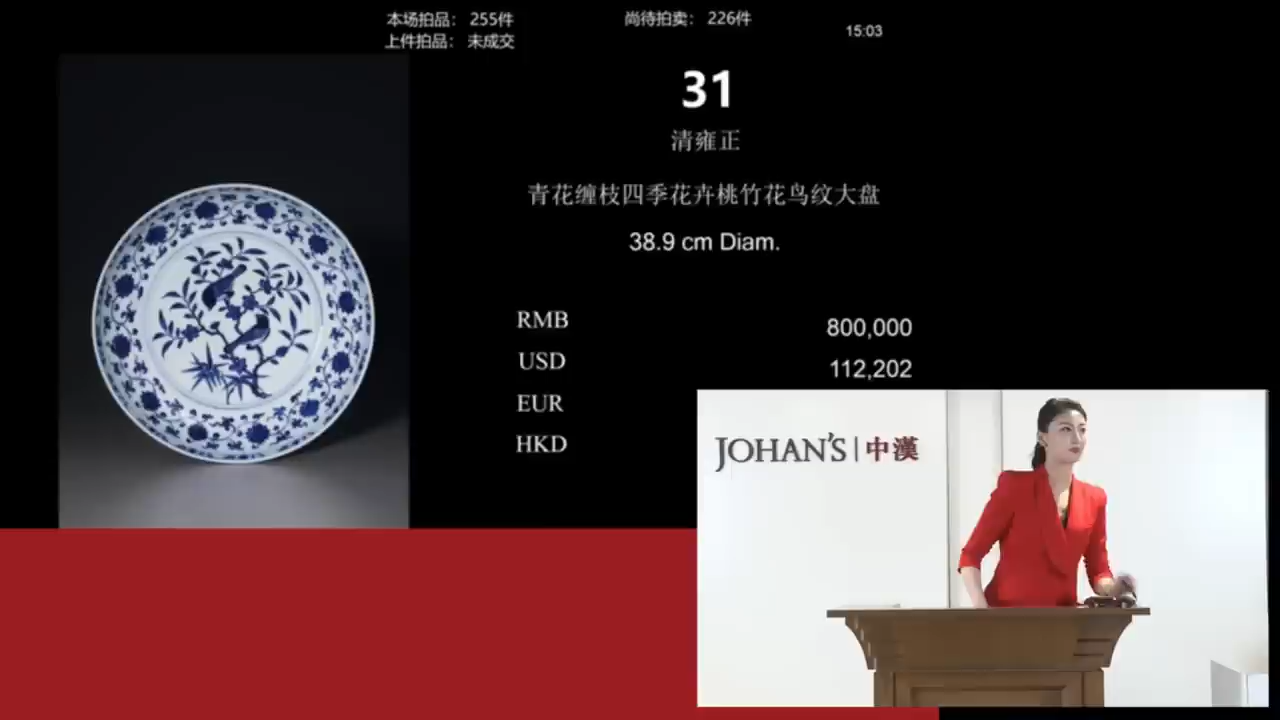 本场拍品： 255件
上件拍品： 未成交
尚待拍卖： 226件
15:03
31
清雍正
青花缠枝四季花卉桃竹花鸟纹大盘
38.9 cm Diam.
RMB 800,000
USD 112,202
EUR
HKD
JOHAN'S | 中漢